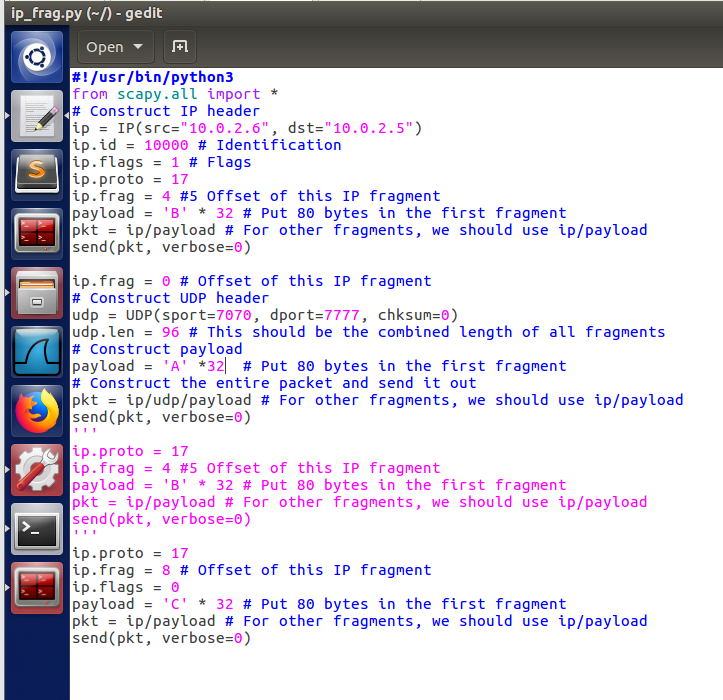 ip_frag.py (~/) - gedit
Open
#!/usr/bin/python3
from scapy.all import *
# Construct IP header
ip = IP(src="10.0.2.6", dst="10.0.2.5")
ip.id = 10000 # Identification
ip.flags = 1 # Flags
ip.proto = 17
ip.frag = 4 #5 Offset of this IP fragment
payload = 'B' * 32 # Put 80 bytes in the first fragment
pkt = ip/payload # For other fragments, we should use ip/payload
send(pkt, verbose=0)

ip.frag = 0 # Offset of this IP fragment
# Construct UDP header
udp = UDP(sport=7070, dport=7777, chksum=0)
udp.len = 96 # This should be the combined length of all fragments
# Construct payload
payload = 'A' *32  # Put 80 bytes in the first fragment
# Construct the entire packet and send it out
pkt = ip/udp/payload # For other fragments, we should use ip/payload
send(pkt, verbose=0)
'''
ip.proto = 17
ip.frag = 4 #5 Offset of this IP fragment
payload = 'B' * 32 # Put 80 bytes in the first fragment
pkt = ip/payload # For other fragments, we should use ip/payload
send(pkt, verbose=0)
'''
ip.proto = 17
ip.frag = 8 # Offset of this IP fragment
ip.flags = 0
payload = 'C' * 32 # Put 80 bytes in the first fragment
pkt = ip/payload # For other fragments, we should use ip/payload
send(pkt, verbose=0)